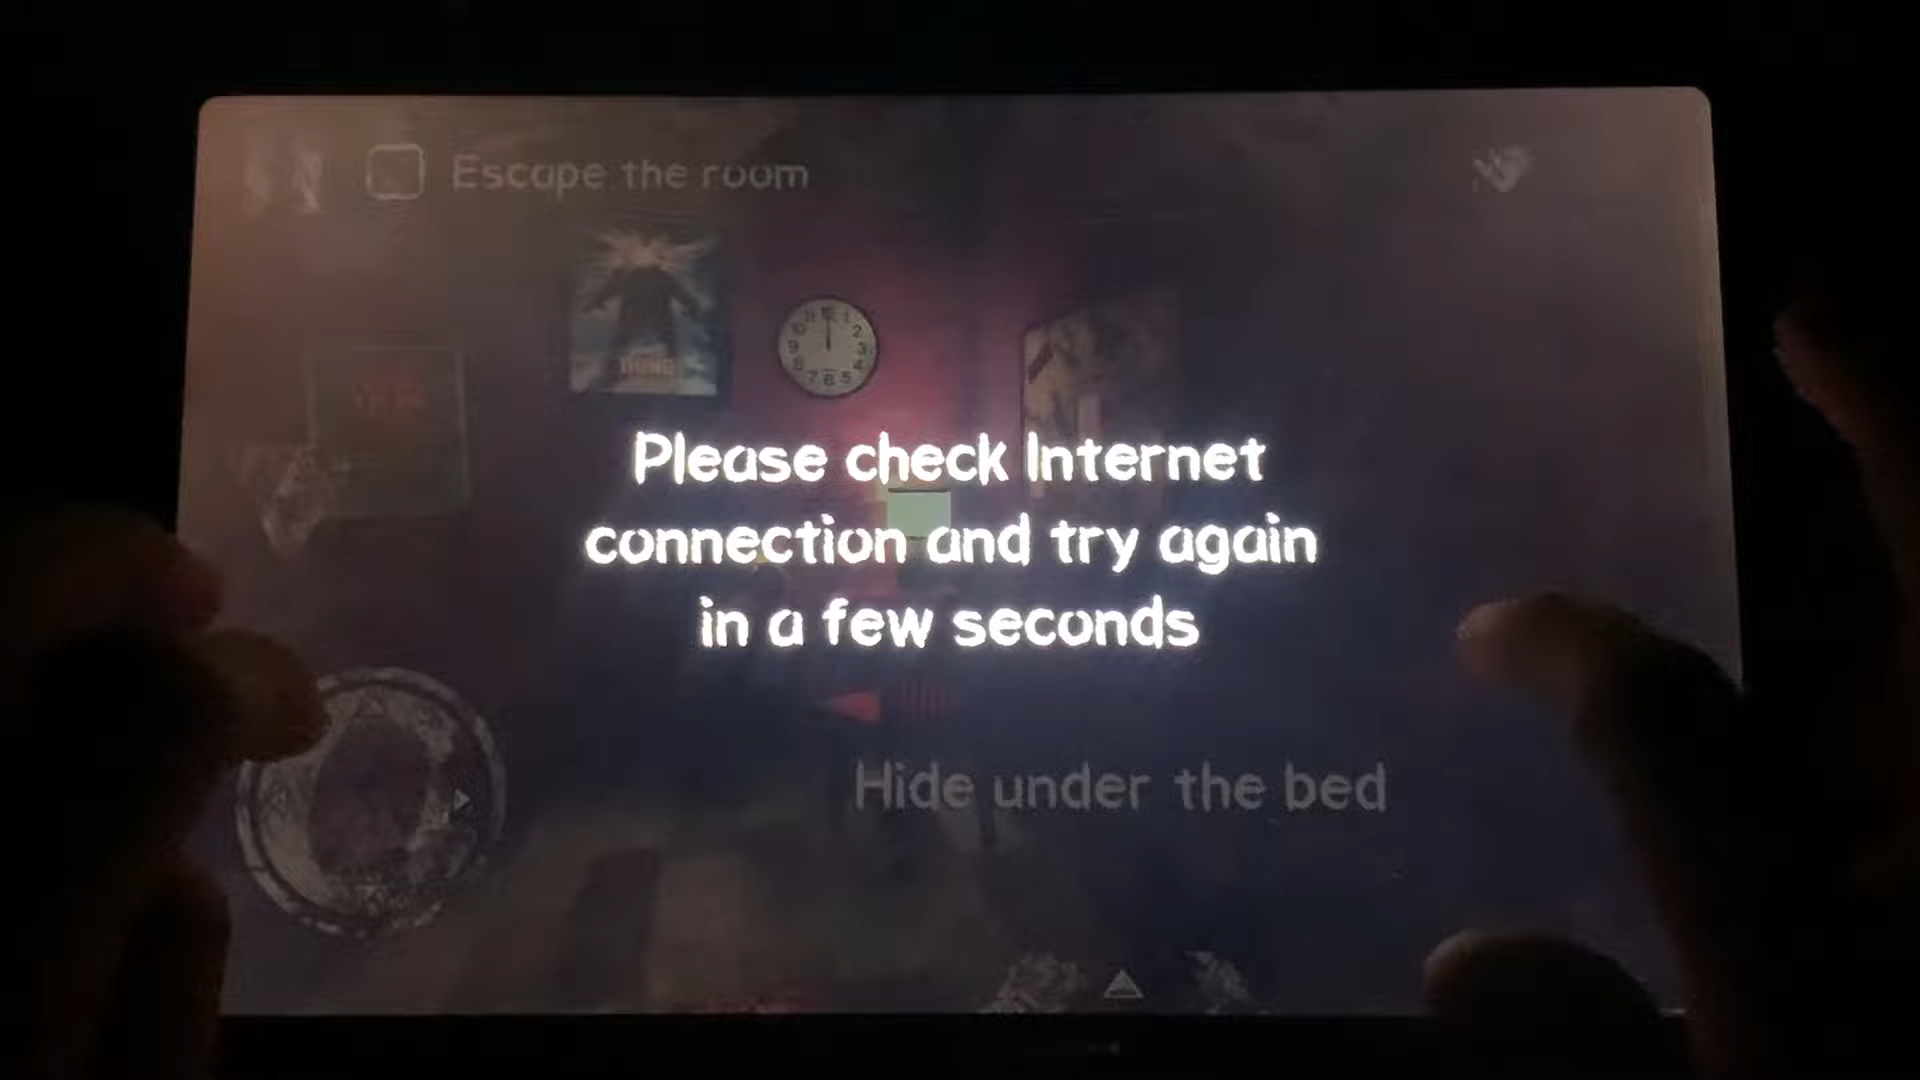 Escape the room
Please check Internet
connection and try again
in a few seconds
Hide under the bed